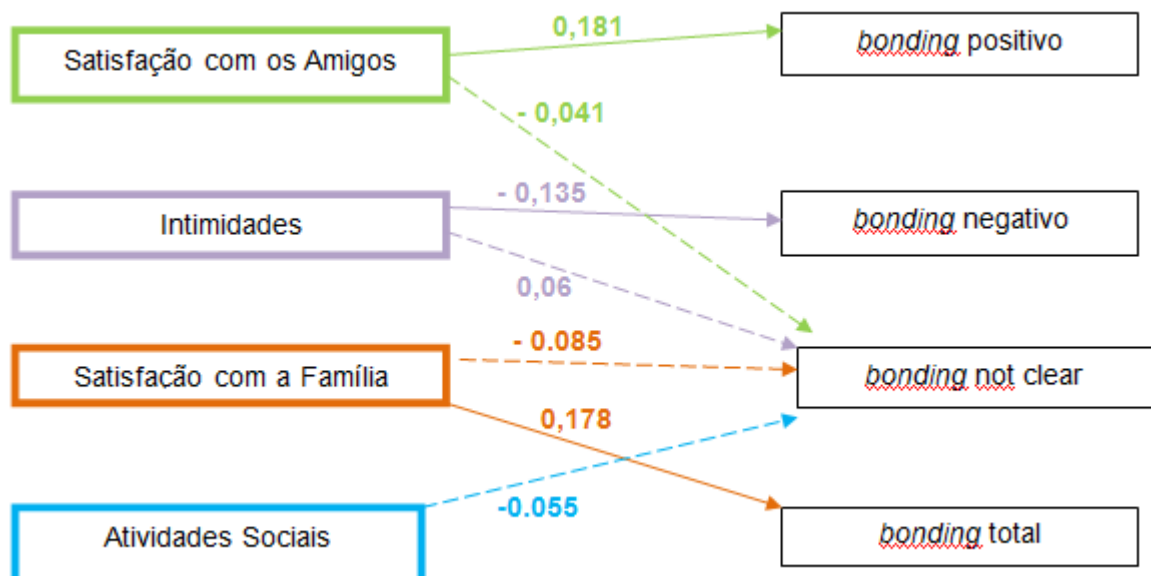 0,181
Satisfação com os Amigos
bonding positivo
- 0,041
- 0,135
Intimidades
bonding negativo
0,06
- 0.085
Satisfação com a Família
bonding not clear
0,178
-0.055
Atividades Sociais
bonding total